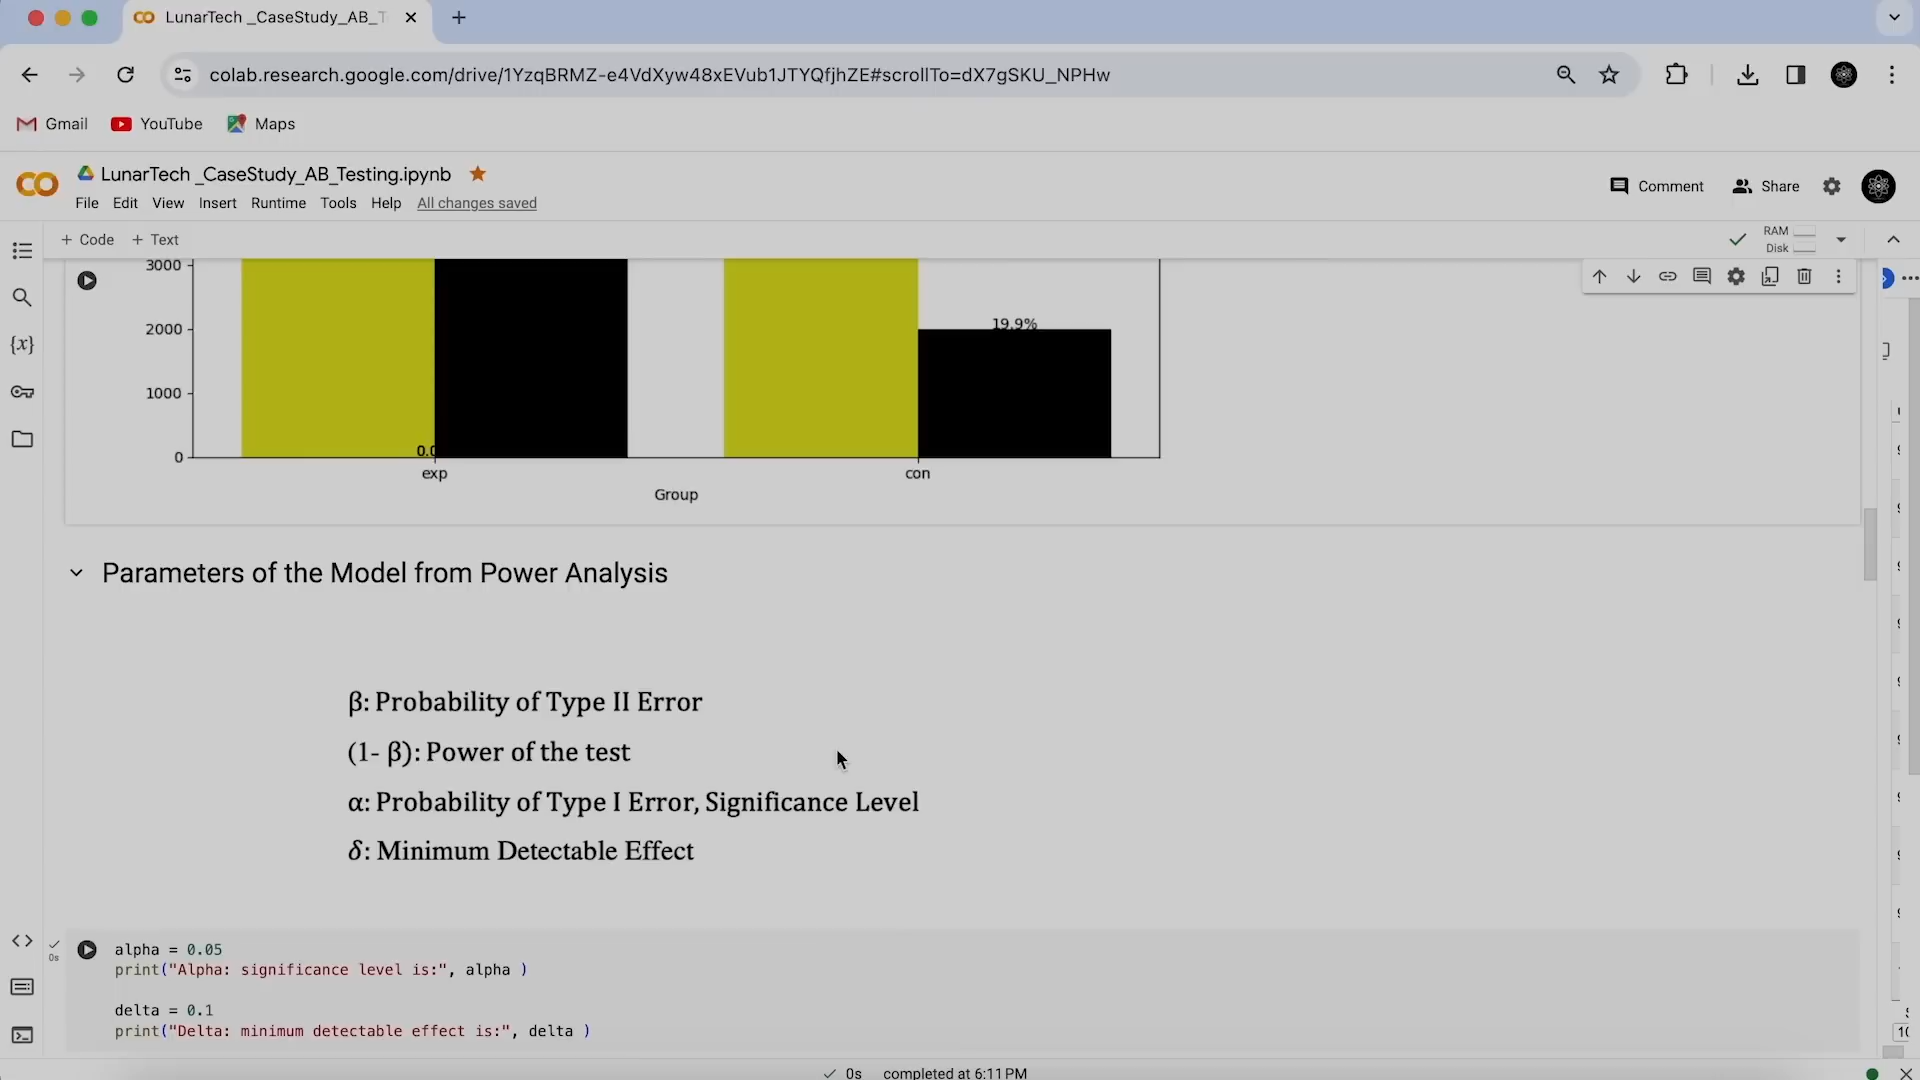 LunarTech _CaseStudy_AB_T
colab.research.google.com/drive/1YzqBRMZ-e4VdXyw48xEVub1JTYQfjhZE#scrollTo=dX7gSKU_NPHw
Gmail YouTube Maps
LunarTech _CaseStudy_AB_Testing.ipynb
Comment Share
File Edit View Insert Runtime Tools Help All changes saved
+ Code + Text
RAM
Disk
3000
2000
1000
0
19.9%
0.0
exp con
Group
Parameters of the Model from Power Analysis
β: Probability of Type II Error
(1- β): Power of the test
α: Probability of Type I Error, Significance Level
δ: Minimum Detectable Effect
0s
alpha = 0.05
print("Alpha: significance level is:", alpha )
delta = 0.1
print("Delta: minimum detectable effect is:", delta )
0s completed at 6:11 PM